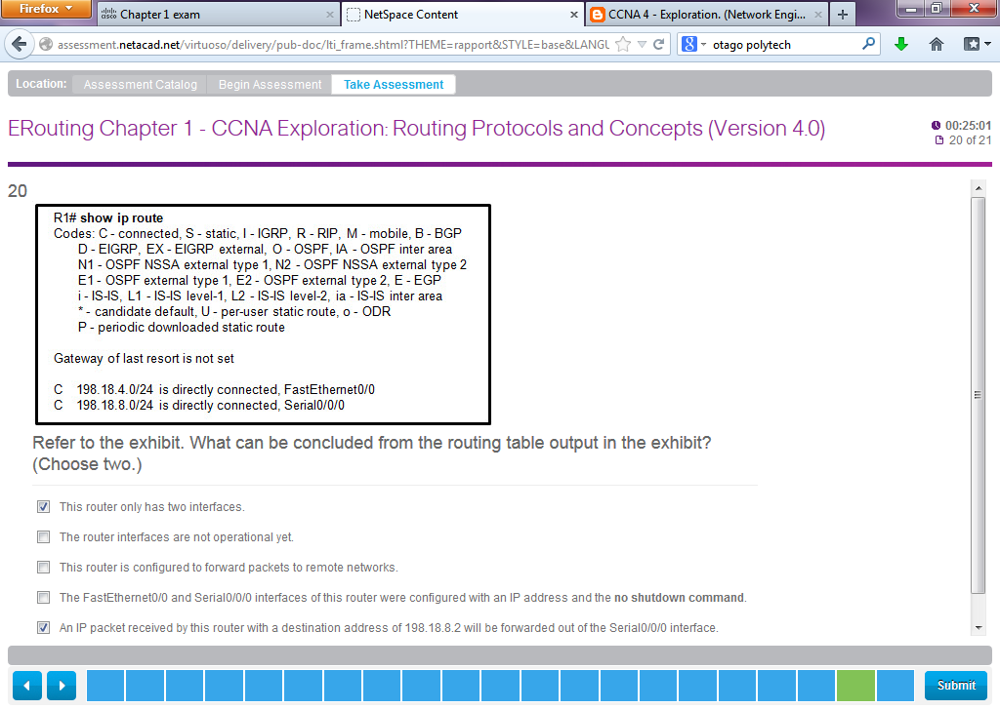 Firefox
Chapter 1 exam
NetSpace Content
CCNA 4 - Exploration. (Network Engi...
assessment.netacad.net/virtuoso/delivery/pub-doc/lti_frame.shtml?THEME=rapport&STYLE=base&LANGU
otago polytech
Location: Assessment Catalog Begin Assessment Take Assessment
ERouting Chapter 1 - CCNA Exploration: Routing Protocols and Concepts (Version 4.0)
00:25:01
20 of 21
20
R1# show ip route
Codes: C - connected, S - static, I - IGRP, R - RIP, M - mobile, B - BGP
D - EIGRP, EX - EIGRP external, O - OSPF, IA - OSPF inter area
N1 - OSPF NSSA external type 1, N2 - OSPF NSSA external type 2
E1 - OSPF external type 1, E2 - OSPF external type 2, E - EGP
i - IS-IS, L1 - IS-IS level-1, L2 - IS-IS level-2, ia - IS-IS inter area
* - candidate default, U - per-user static route, o - ODR
P - periodic downloaded static route
Gateway of last resort is not set
C 198.18.4.0/24 is directly connected, FastEthernet0/0
C 198.18.8.0/24 is directly connected, Serial0/0/0
Refer to the exhibit. What can be concluded from the routing table output in the exhibit?
(Choose two.)
This router only has two interfaces.
The router interfaces are not operational yet.
This router is configured to forward packets to remote networks.
The FastEthernet0/0 and Serial0/0/0 interfaces of this router were configured with an IP address and the no shutdown command.
An IP packet received by this router with a destination address of 198.18.8.2 will be forwarded out of the Serial0/0/0 interface.
Submit